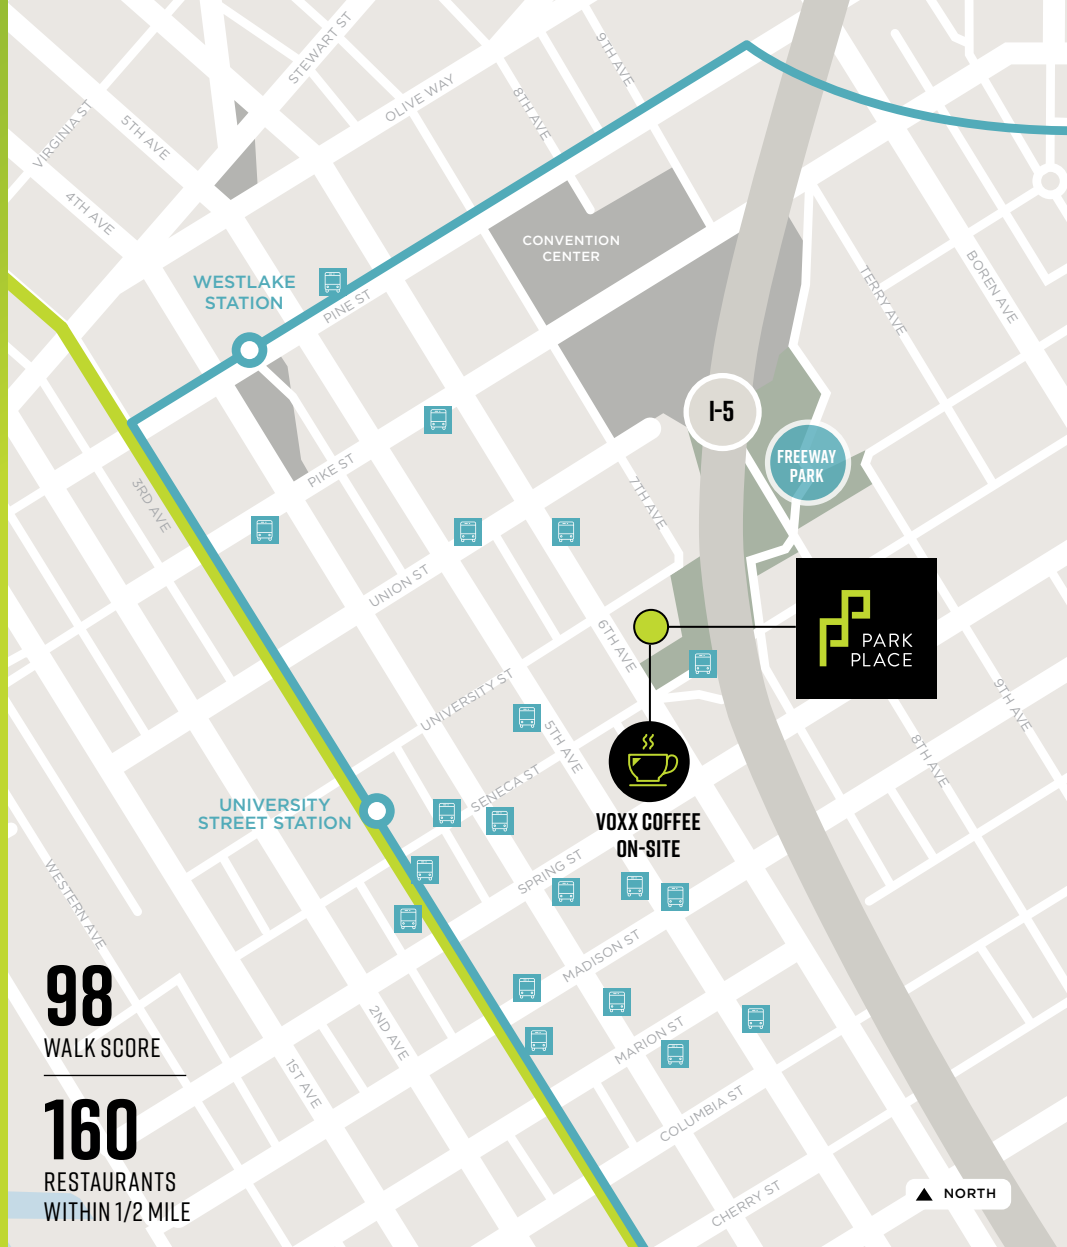 STEWART ST
9TH AVE
OLIVE WAY
8TH AVE
VIRGINIA ST
5TH AVE
4TH AVE
CONVENTION
CENTER
BOREN AVE
TERRY AVE
WESTLAKE
STATION
PINE ST
I-5
FREEWAY
PARK
PIKE ST
3RD AVE
7TH AVE
UNION ST
6TH AVE
PARK
PLACE
UNIVERSITY ST
5TH AVE
9TH AVE
8TH AVE
SENECA ST
UNIVERSITY
STREET STATION
VOXX COFFEE
ON-SITE
SPRING ST
WESTERN AVE
MADISON ST
98
WALK SCORE
2ND AVE
MARION ST
1ST AVE
COLUMBIA ST
160
RESTAURANTS
WITHIN 1/2 MILE
CHERRY ST
NORTH